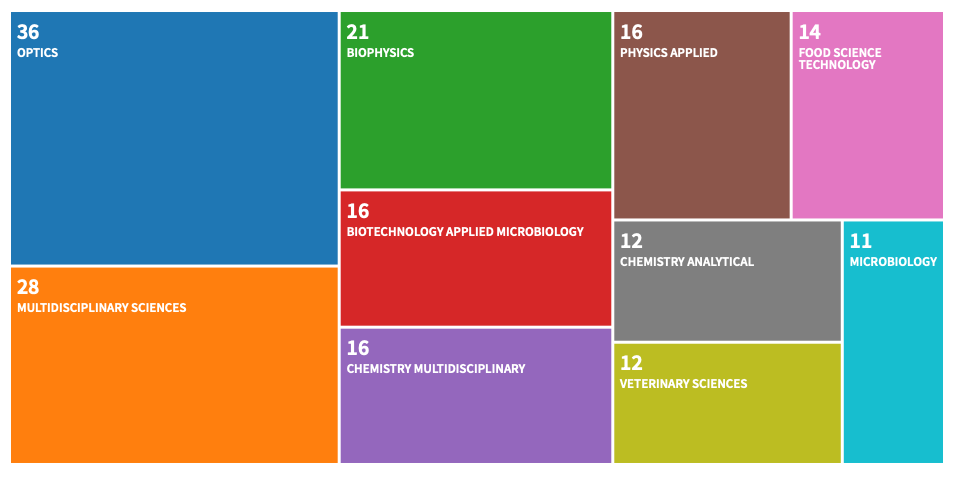 36
OPTICS
28
MULTIDISCIPLINARY SCIENCES
21
BIOPHYSICS
16
BIOTECHNOLOGY APPLIED MICROBIOLOGY
16
CHEMISTRY MULTIDISCIPLINARY
16
PHYSICS APPLIED
14
FOOD SCIENCE
TECHNOLOGY
12
CHEMISTRY ANALYTICAL
12
VETERINARY SCIENCES
11
MICROBIOLOGY